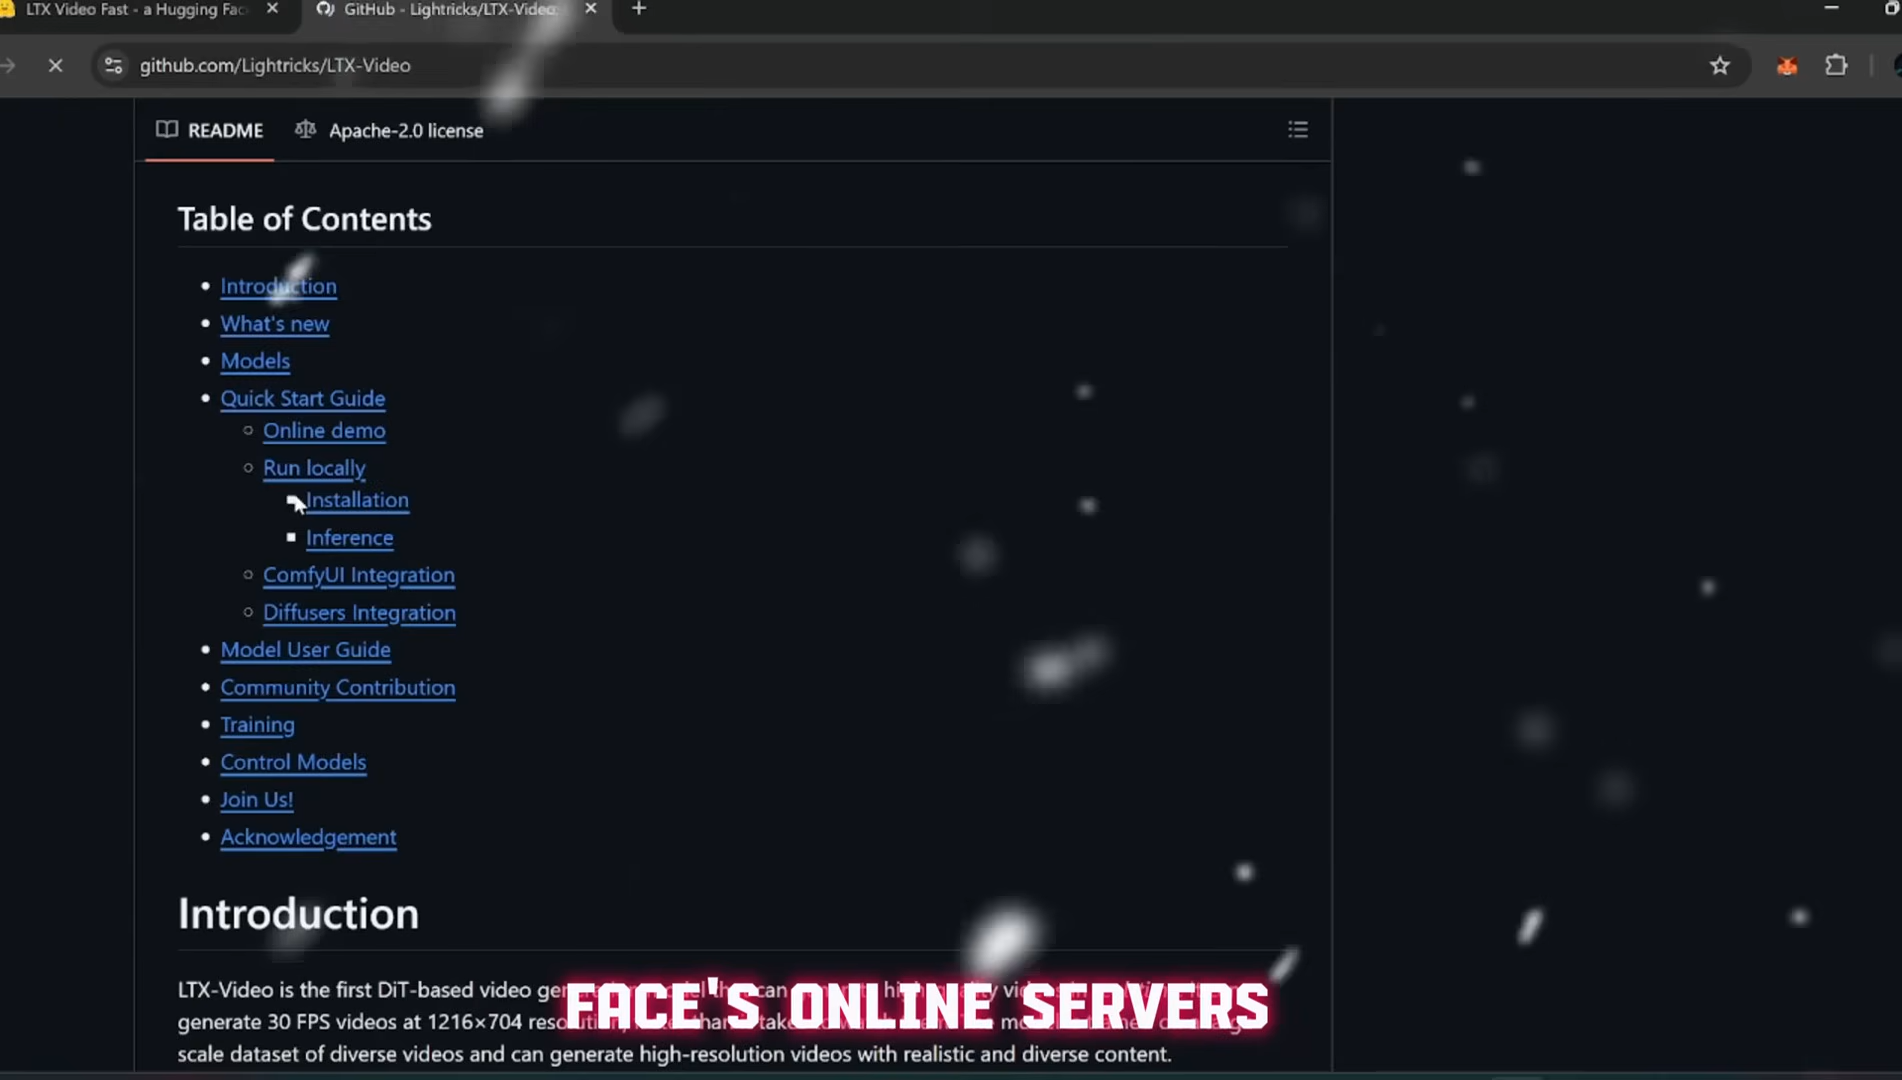 LTX Video Fast - a Hugging Fac
GitHub - Lightricks/LTX-Video:
github.com/Lightricks/LTX-Video
README
Apache-2.0 license
Table of Contents
Introduction
What's new
Models
Quick Start Guide
Online demo
Run locally
Installation
Inference
ComfyUI Integration
Diffusers Integration
Model User Guide
Community Contribution
Training
Control Models
Join Us!
Acknowledgement
Introduction
LTX-Video is the first DiT-based video can
generate 30 FPS videos at 1216×704
scale dataset of diverse videos and can generate high-resolution videos with realistic and diverse content.
FACE'S ONLINE SERVERS